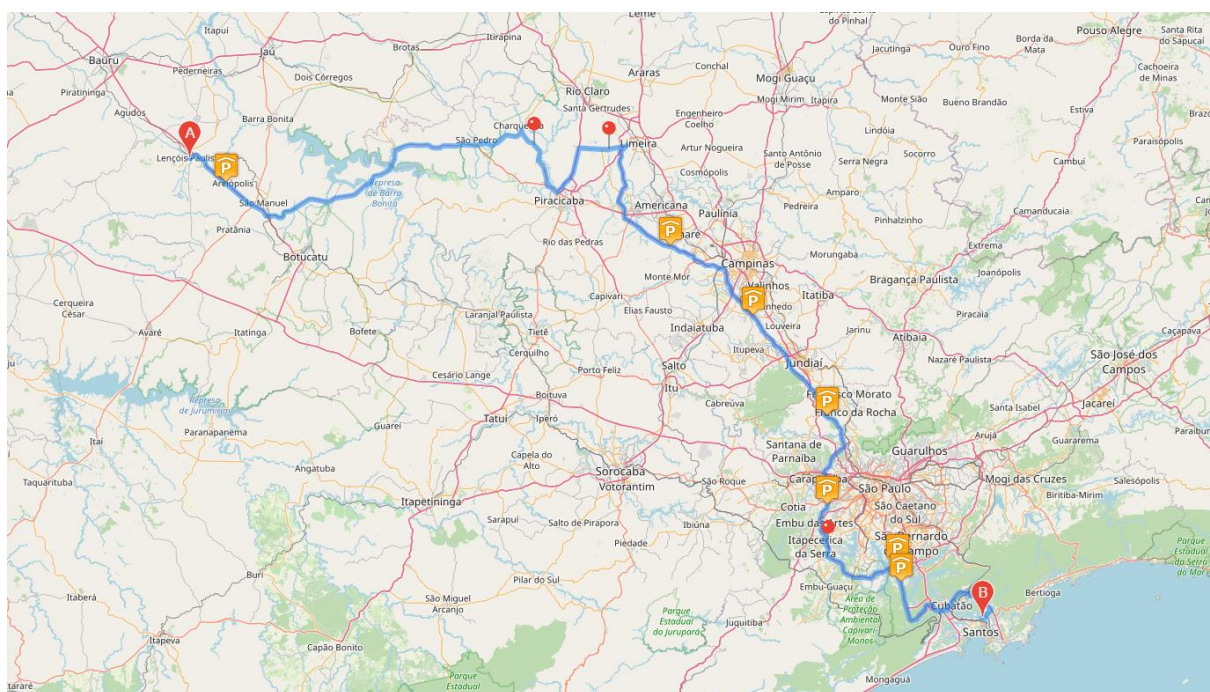 Itapuí
Jaú
Bauru
Pederneiras
Piratininga
Dois Córregos
Brotas
Itirapina
Leme
Araras
Conchal
Mogi Guaçu
Mogi Mirim
Itapira
do Pinhal
Jacutinga
Ouro Fino
Borda da
Mata
Pouso Alegre
Santa Rita
do Sapucaí
Cachoeira
de Minas
Agudos
Barra Bonita
Rio Claro
Santa Gertrudes
Engenheiro
Coelho
Monte Sião
Bueno Brandão
Estiva
A
Lençóis Paulis
P
Areiópolis
São Manuel
Pratânia
Botucatu
São Pedro
Charque
Limeira
Artur Nogueira
Cosmópolis
Santo Antônio
de Posse
Lindóia
Serra Negra
Socorro
Cambuí
Paraisópolis
Represa
de Barra
Bonita
Piracicaba
Americana
Paulínia
Pedreira
Amparo
Pinhalzinho
Camanducaia
Rio das Pedras
P
Monte Mor
Campinas
Morungaba
Extrema
Joanópolis
Bragança Paulista
Cerqueira
César
Avaré
Itatinga
Bofete
Laranjal Paulista
Tietê
Cerquilho
Capivari
Elias Fausto
Indaiatuba
Valinhos
P
nhedo
Louveira
Itatiba
Jarinu
Piracaia
Atibaia
Caçapava
Itupeva
Jundiaí
Nazaré Paulista
São José dos
Campos
Jacareí
Cesário Lange
Porto Feliz
Boituva
Salto
Itu
Cabreúva
P
Francisco Morato
Franco da Rocha
Santa Isabel
Represa
de Jurumirim
Paranapanema
Itaí
Guareí
Tatuí
Iperó
Santana de
Parnaíba
Guarulhos
Arujá
Guararema
Paraibu
Taquarituba
Angatuba
Capela do
Alto
Sorocaba
Votorantim
São Roque
P
São Paulo
Mogi das Cruzes
Salesópolis
Biritiba-Mirim
Itapetininga
Sarapuí
Salto de Pirapora
Ibiúna
Cotia
São Caetano
do Sul
Piedade
Itapecerica
da Serra
P
P
Parque
Estadual
da Serra
do Mar
Buri
Pilar do Sul
Embu-Guaçu
Itaberá
São Miguel
Arcanjo
Juquitiba
Área de
Proteção
Ambiental
Capivari
Monos
Cubatão
B
Bertioga
Parque
Estadual
do Jurupará
Santos
Itapeva
Capão Bonito
Mongaguá
Parque
Estadual